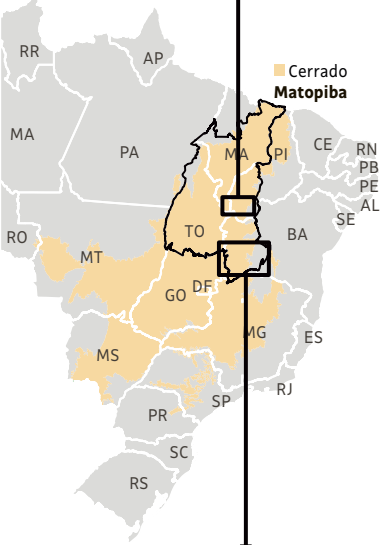 RR
AP
Cerrado
Matopiba
MA
PA
MA
PI
CE
RN
PB
PE
AL
SE
TO
BA
RO
MT
DF
GO
MG
ES
MS
RJ
SP
PR
SC
RS